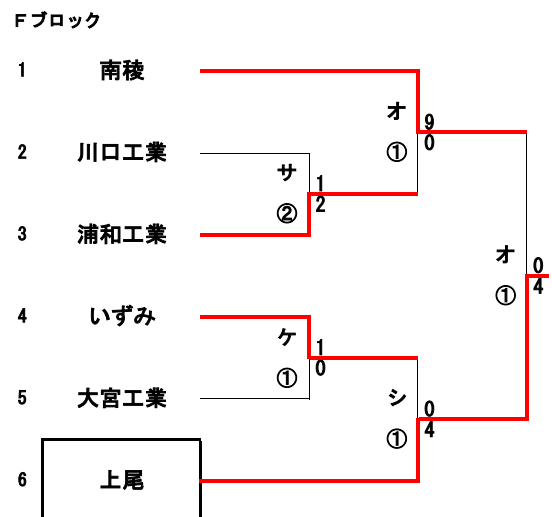 Fブロック
1 南稜
オ
9
① 0
2 川口工業
サ
1
② 2
3 浦和工業
オ
0
① 4
4 いずみ
ケ
1
① 0
5 大宮工業
シ
0
① 4
6 上尾